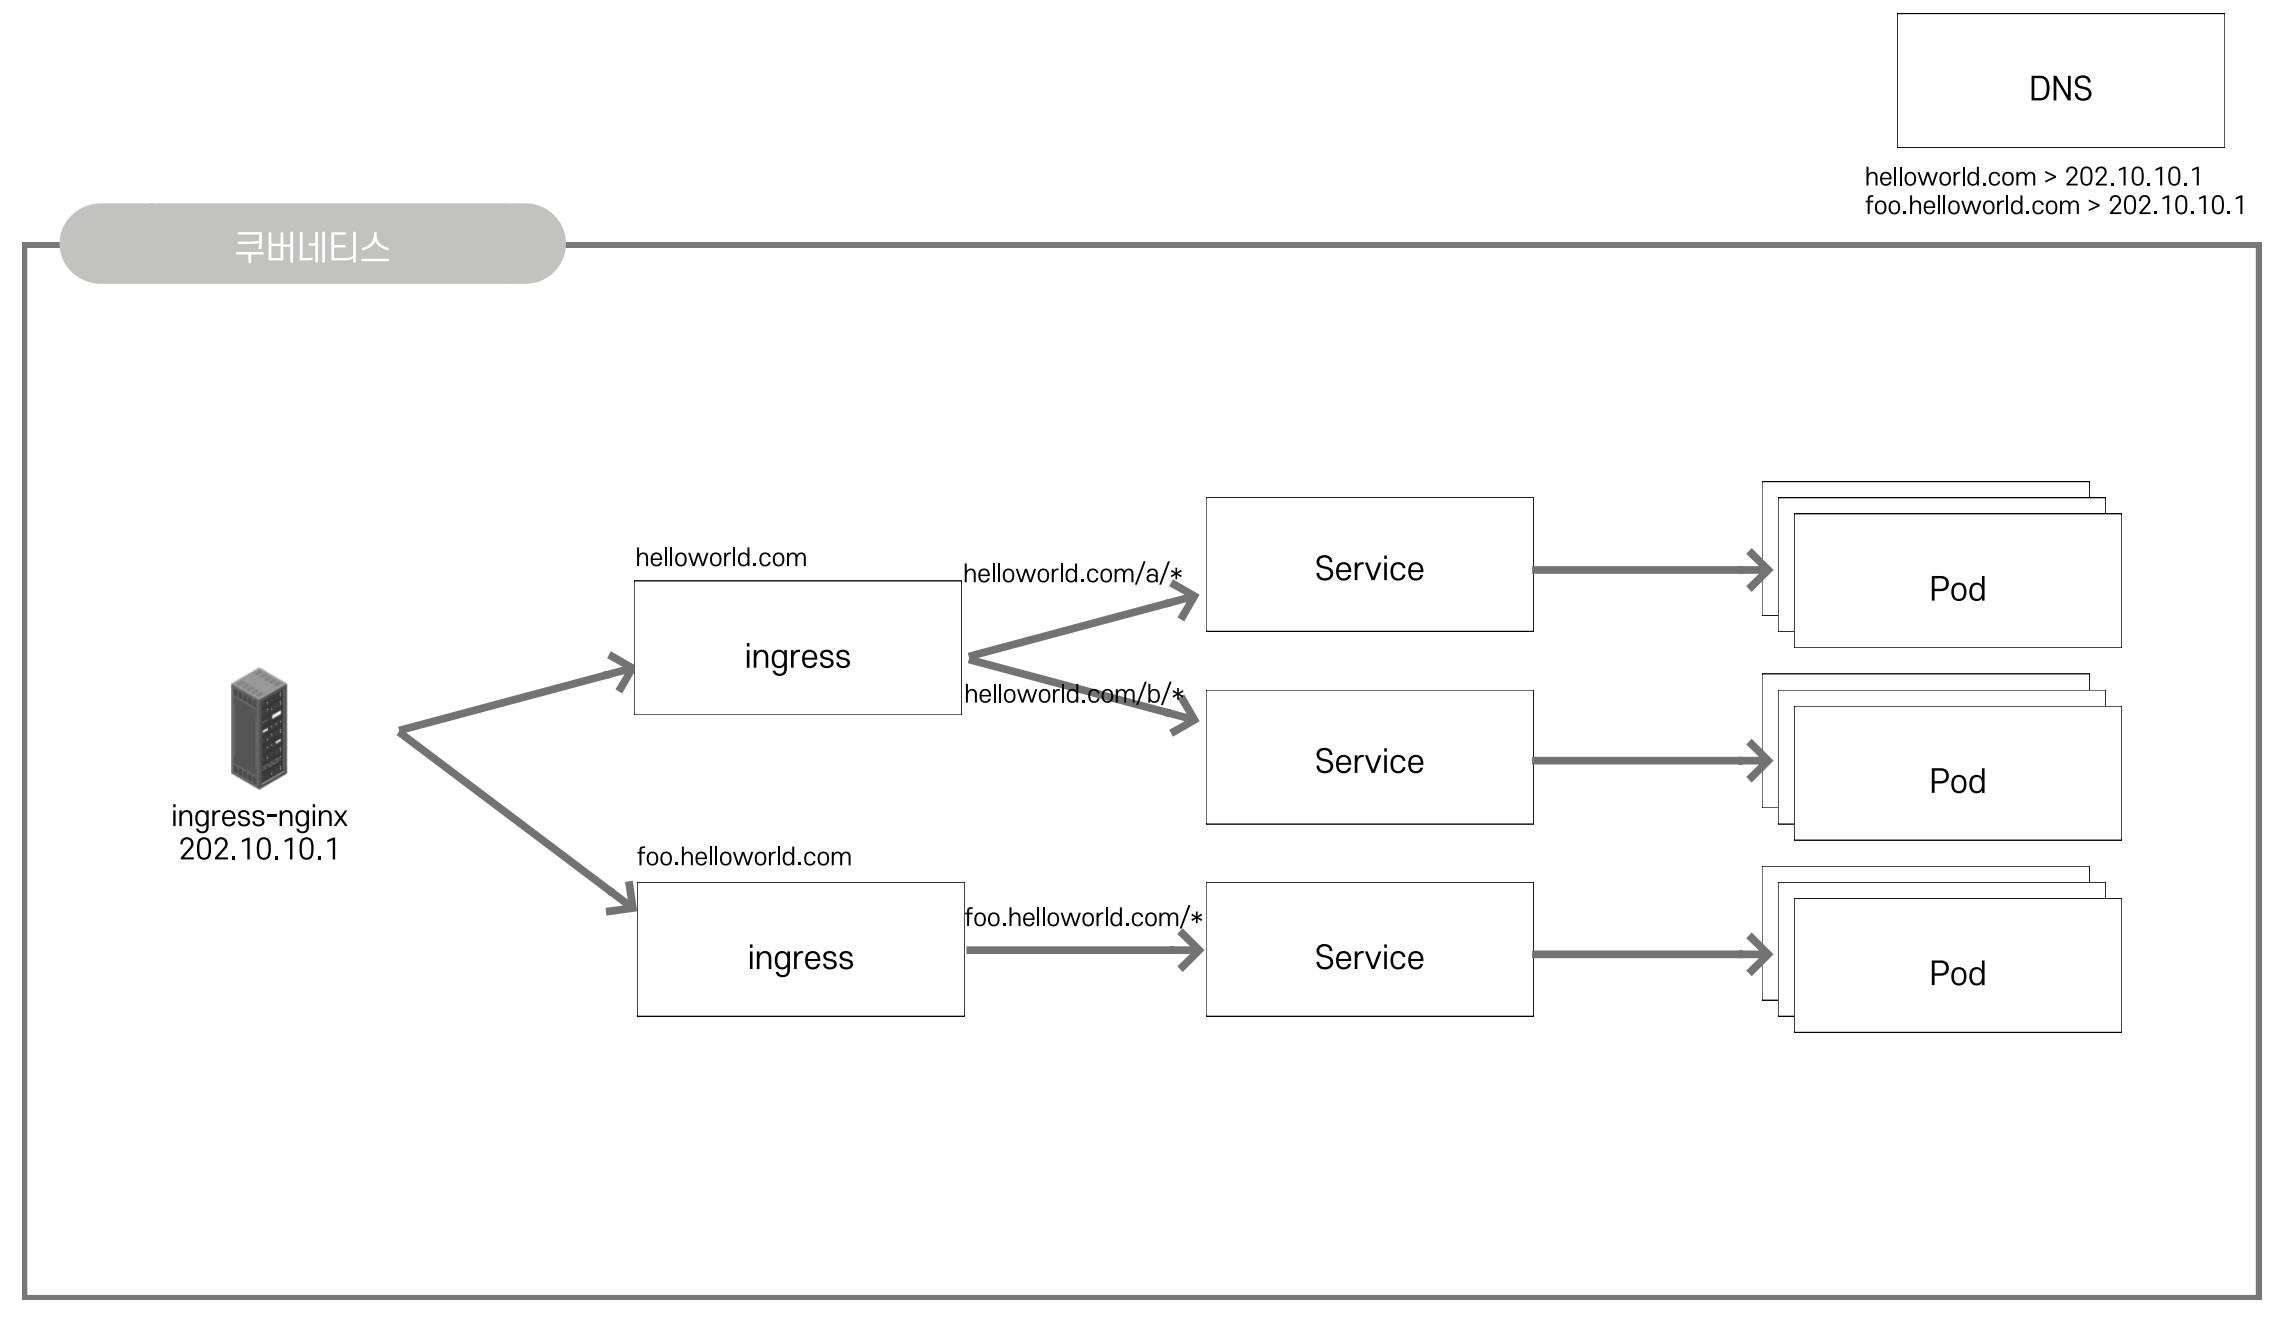 DNS
helloworld.com > 202.10.10.1
foo.helloworld.com > 202.10.10.1
쿠버네티스
ingress-nginx
202.10.10.1
helloworld.com
ingress
helloworld.com/a/*
helloworld.com/b/*
Service
Pod
Service
Pod
foo.helloworld.com
ingress
foo.helloworld.com/*
Service
Pod